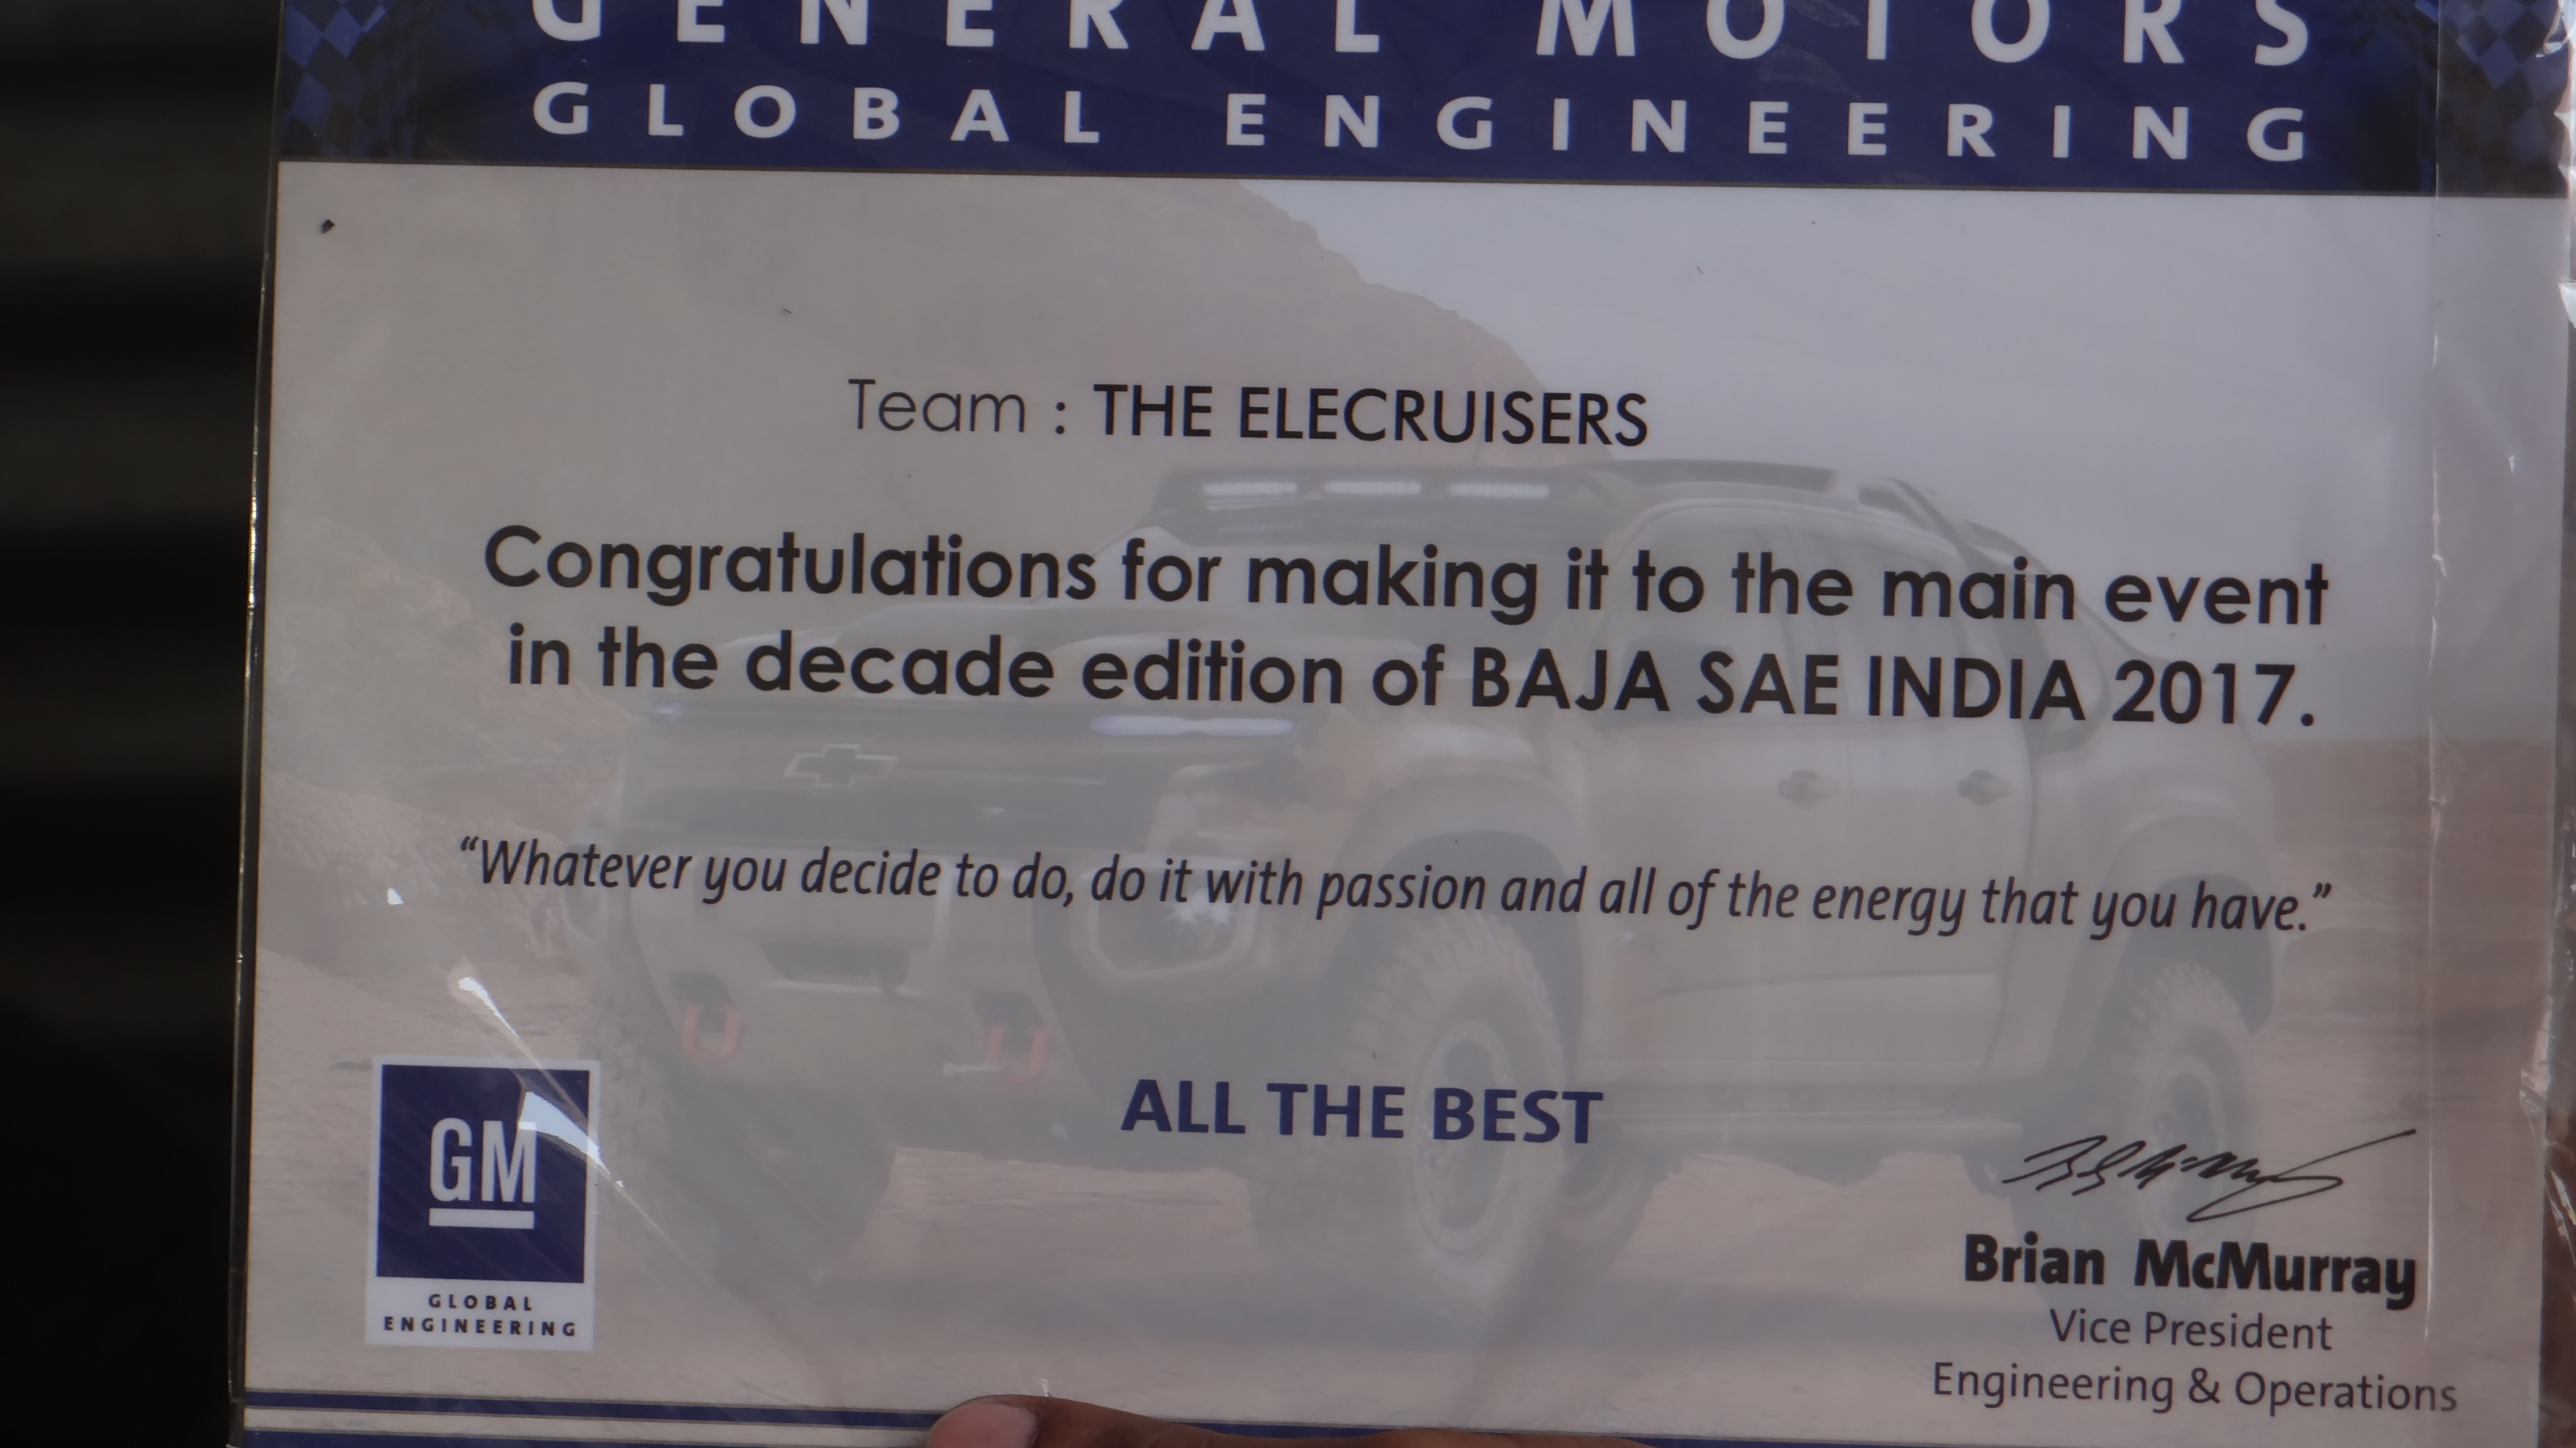 GENERAL MOTORS
GLOBAL ENGINEERING
Team : THE ELECRUISERS
Congratulations for making it to the main event
in the decade edition of BAJA SAE INDIA 2017.
“Whatever you decide to do, do it with passion and all of the energy that you have.”
ALL THE BEST
GM
GLOBAL
ENGINEERING
Brian McMurray
Vice President
Engineering & Operations